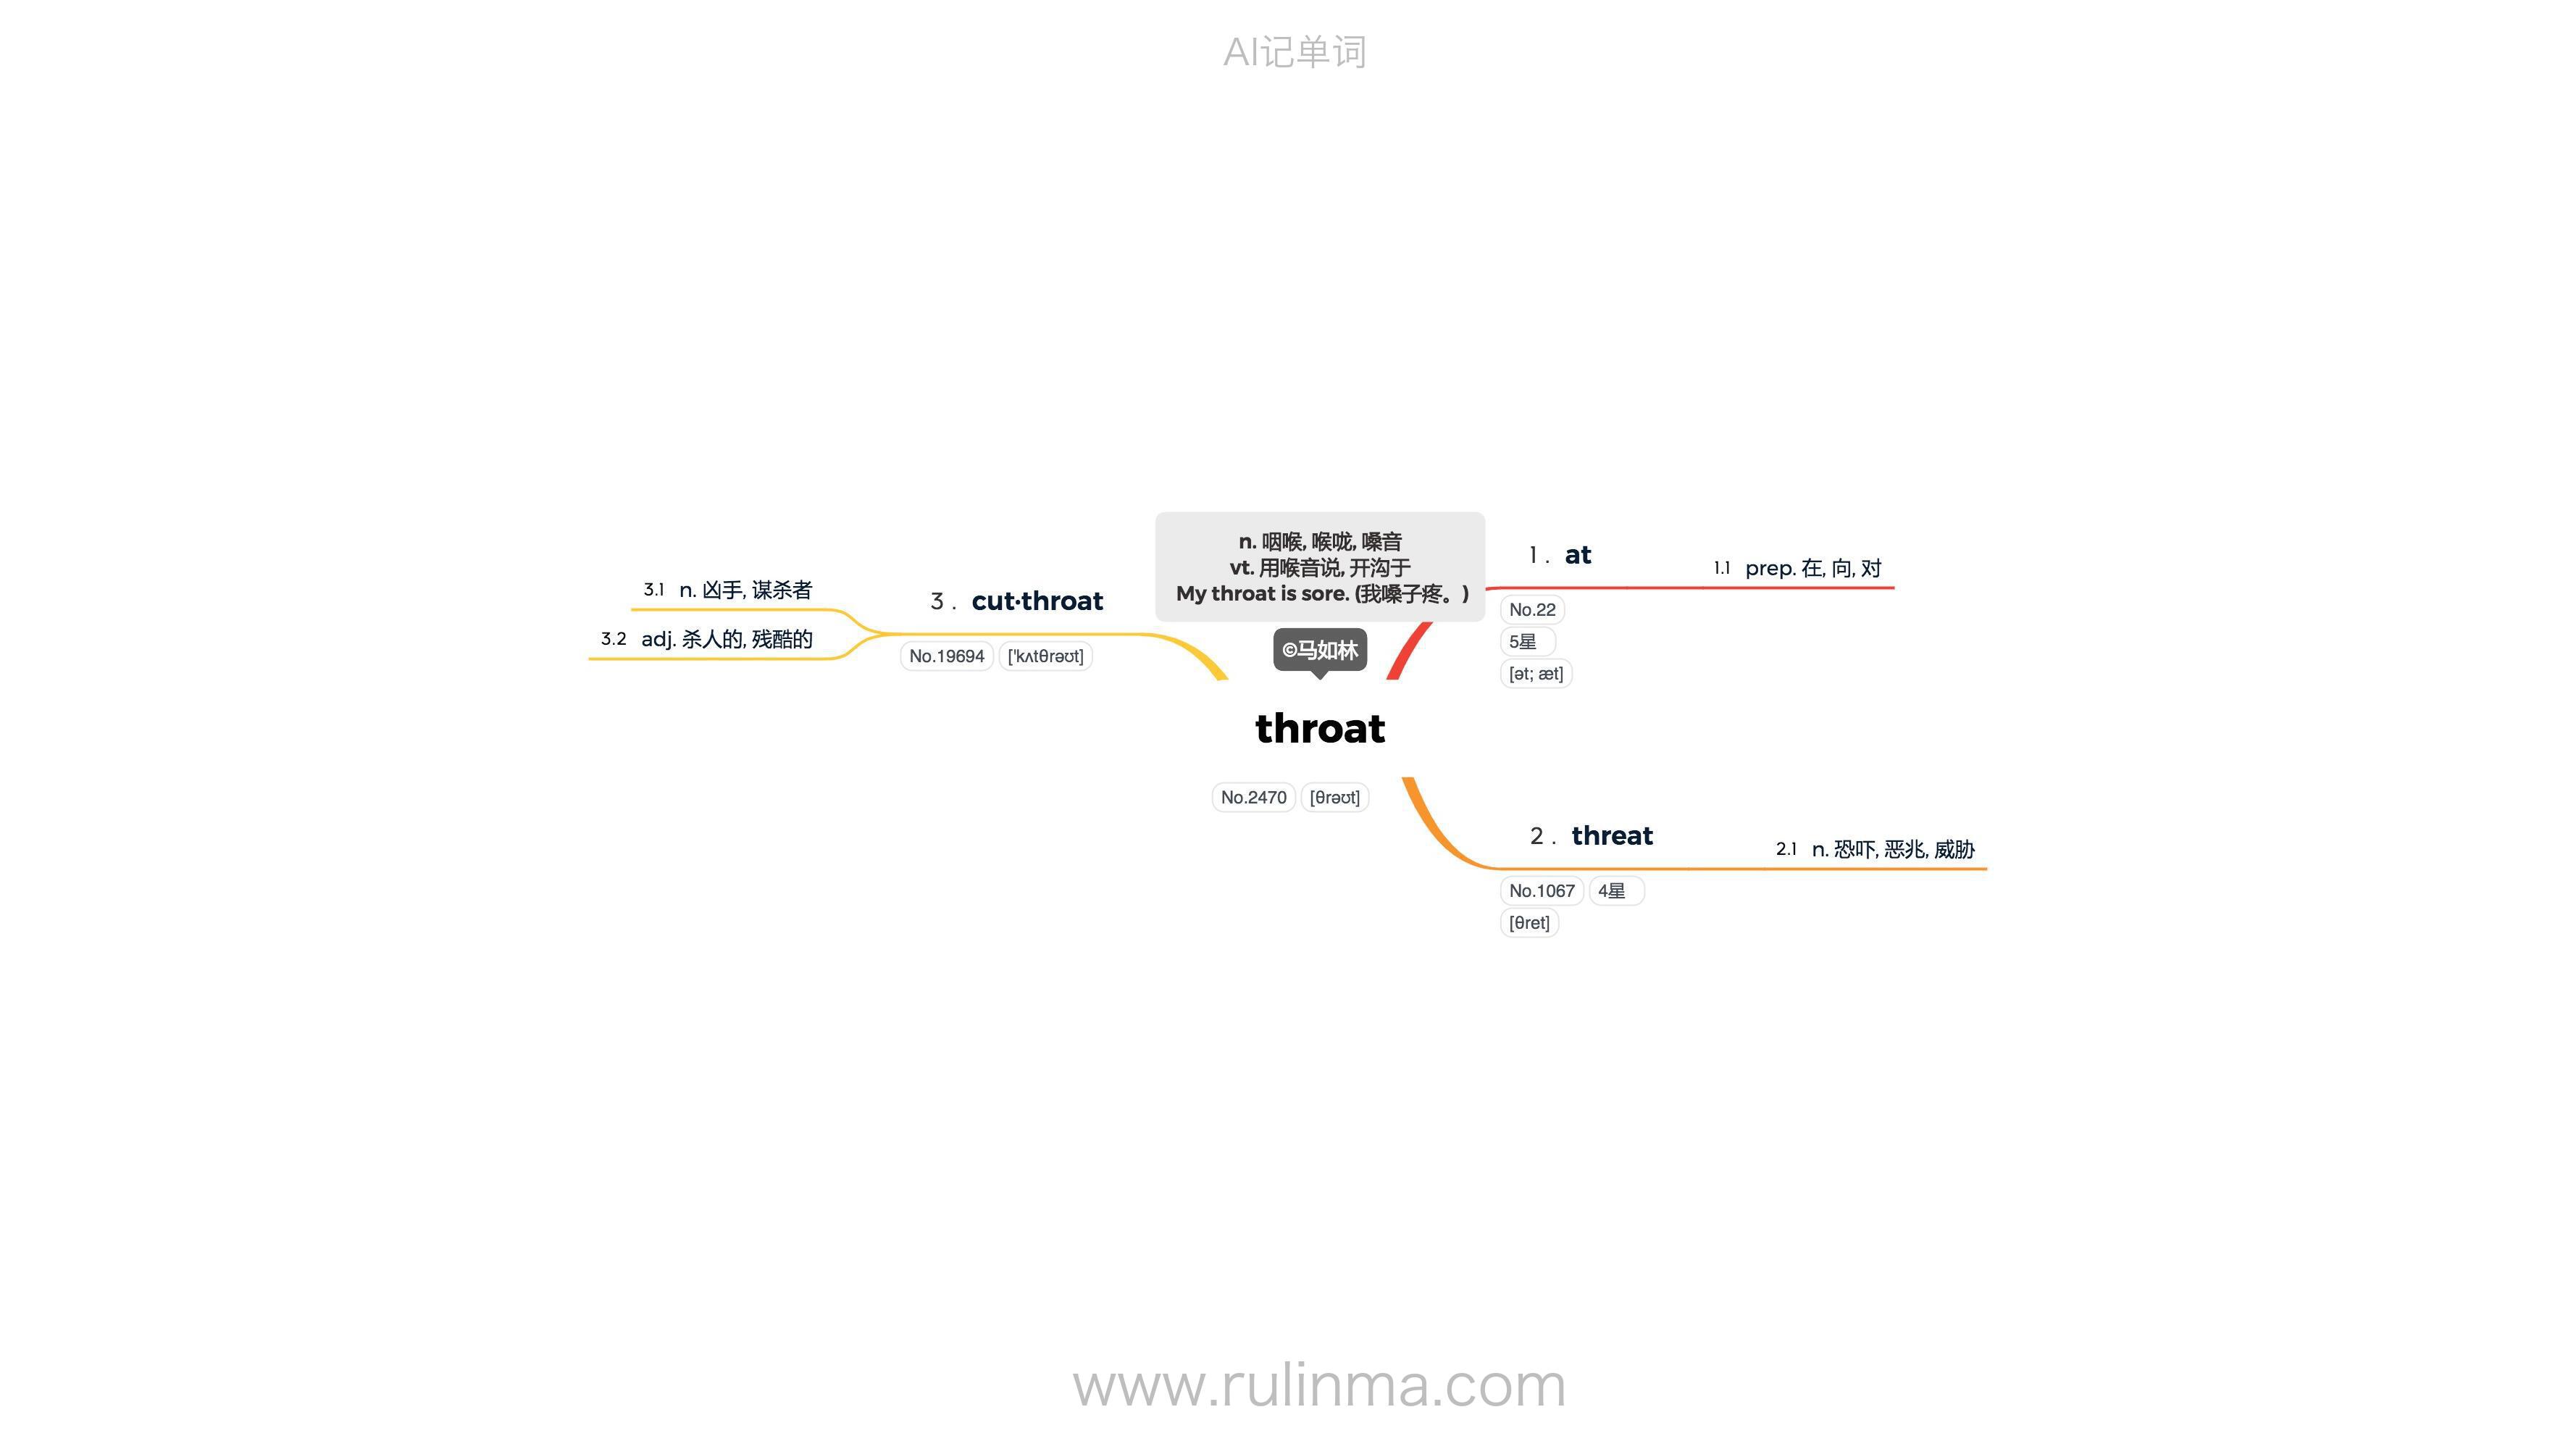 AI记单词
n. 咽喉, 喉咙, 嗓音
vt. 用喉音说, 开沟于
My throat is sore. (我嗓子疼。)
©马如林
throat
No.2470 [θrəʊt]
1 . at
No.22
5星
[ət; æt]
1.1 prep. 在, 向, 对
2 . threat
No.1067 4星
[θret]
2.1 n. 恐吓, 恶兆, 威胁
3 . cut·throat
No.19694 ['kʌtθrəʊt]
3.1 n. 凶手, 谋杀者
3.2 adj. 杀人的, 残酷的
www.rulinma.com